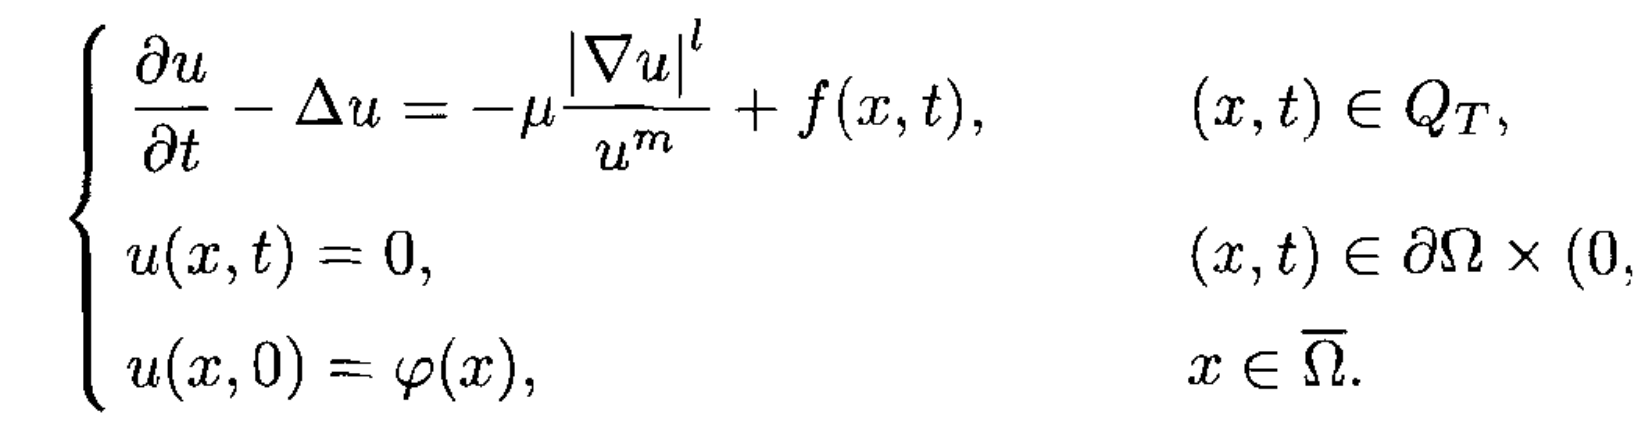 ∂u/∂t − Δu = −μ |∇u|^l / u^m + f(x, t), (x, t) ∈ Q_T,
u(x, t) = 0, (x, t) ∈ ∂Ω × (0,
u(x, 0) = φ(x), x ∈ Ω̅.